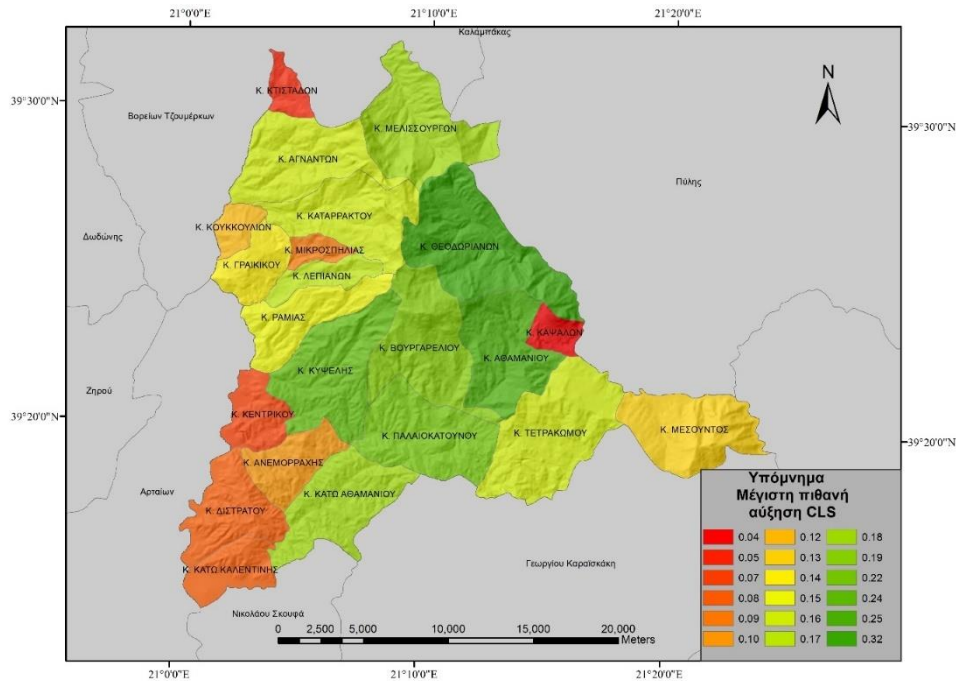 21°0'0"E
21°10'0"E
21°20'0"E
Καλαμπάκας
39°30'0"N
Κ. ΚΤΙΣΤΑΔΩΝ
N
Βορείων Τζουμέρκων
Κ. ΜΕΛΙΣΣΟΥΡΓΩΝ
39°30'0"N
Κ. ΑΓΝΑΝΤΩΝ
Πύλης
Κ. ΚΑΤΑΡΡΑΚΤΟΥ
Κ. ΚΟΥΚΚΟΥΛΙΩΝ
Δωδώνης
Κ. ΜΙΚΡΟΣΠΗΛΙΑΣ
Κ. ΘΕΟΔΩΡΙΑΝΩΝ
Κ. ΓΡΑΙΚΙΚΟΥ
Κ. ΛΕΠΙΑΝΩΝ
Κ. ΡΑΜΙΑΣ
Κ. ΚΑΨΑΛΩΝ
Κ. ΒΟΥΡΓΑΡΕΛΙΟΥ
Κ. ΑΘΑΜΑΝΙΟΥ
Κ. ΚΥΨΕΛΗΣ
Ζηρού
39°20'0"N
Κ. ΚΕΝΤΡΙΚΟΥ
Κ. ΠΑΛΑΙΟΚΑΤΟΥΝΟΥ
Κ. ΤΕΤΡΑΚΩΜΟΥ
Κ. ΜΕΣΟΥΝΤΟΣ
39°20'0"N
Κ. ΑΝΕΜΟΡΡΑΧΗΣ
Αρταίων
Κ. ΚΑΤΩ ΑΘΑΜΑΝΙΟΥ
Κ. ΔΙΣΤΡΑΤΟΥ
Κ. ΚΑΤΩ ΚΑΛΕΝΤΙΝΗΣ
Γεωργίου Καραϊσκάκη
Νικολάου Σκουφά
Υπόμνημα
Μέγιστη πιθανή
αύξηση CLS
0.04 0.12 0.18
0.05 0.13 0.19
0.07 0.14 0.22
0.08 0.15 0.24
0.09 0.16 0.25
0.10 0.17 0.32
0 2,500 5,000 10,000 15,000 20,000
Meters
21°0'0"E
21°10'0"E
21°20'0"E